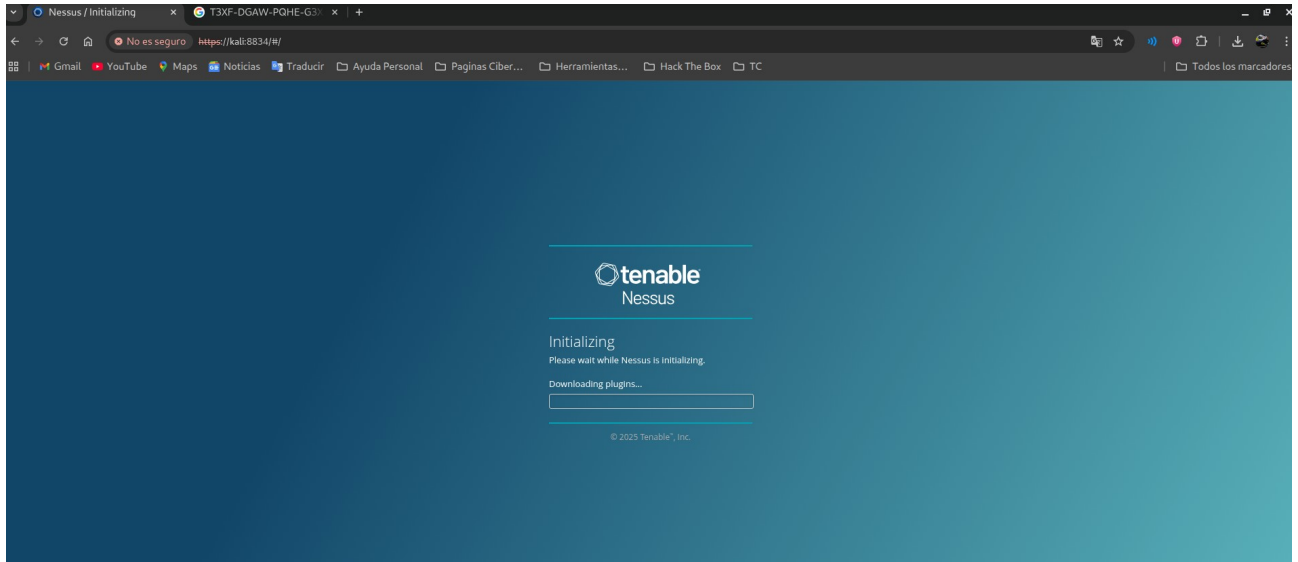 Nessus / Initializing
T3XF-DGAW-PQHE-G3X
No es seguro https://kali:8834/#/
Gmail YouTube Maps Noticias Traducir Ayuda Personal Paginas Ciber... Herramientas... Hack The Box TC Todos los marcadores
tenable
Nessus
Initializing
Please wait while Nessus is initializing.
Downloading plugins...
© 2025 Tenable™, Inc.